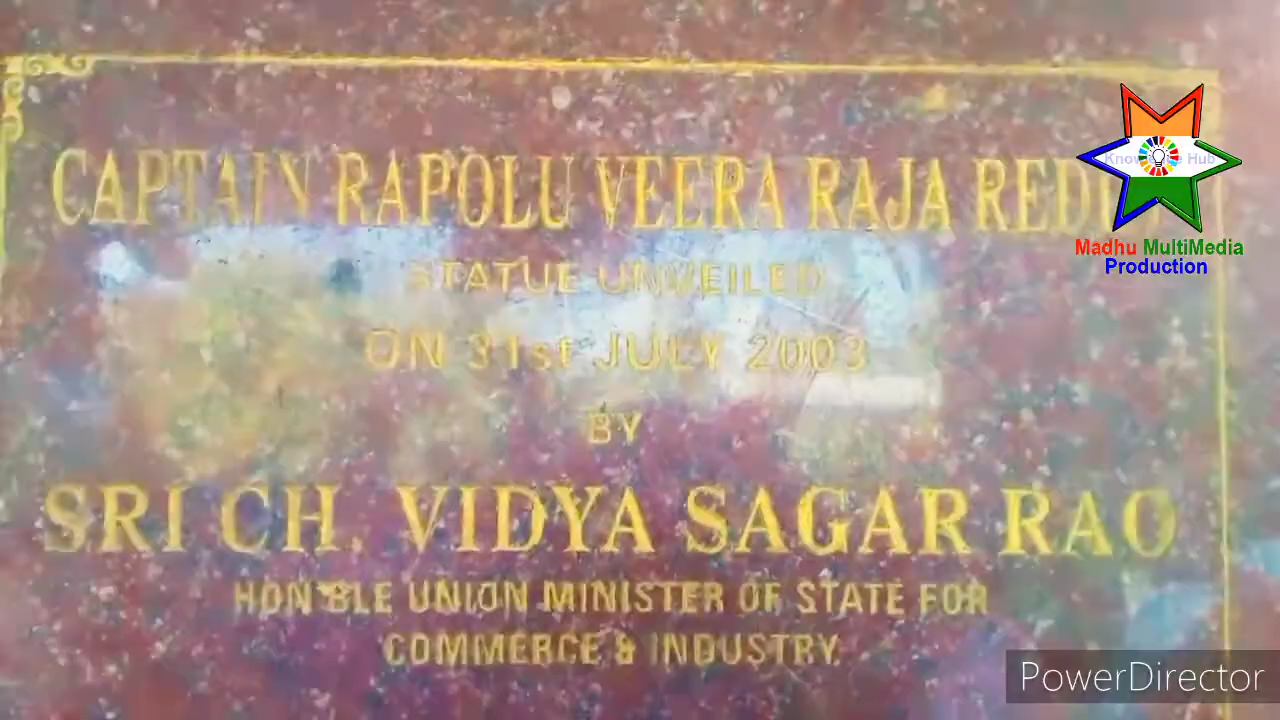 CAPTAIN RAPOLU VEERA RAJA
STATUE UNVEILED
ON 31st JULY 2003
BY
SRI CH. VIDYA SAGAR RAO
HON'BLE UNION MINISTER OF STATE FOR
COMMERCE & INDUSTRY.
Hub
Madhu MultiMedia
Production
PowerDirector